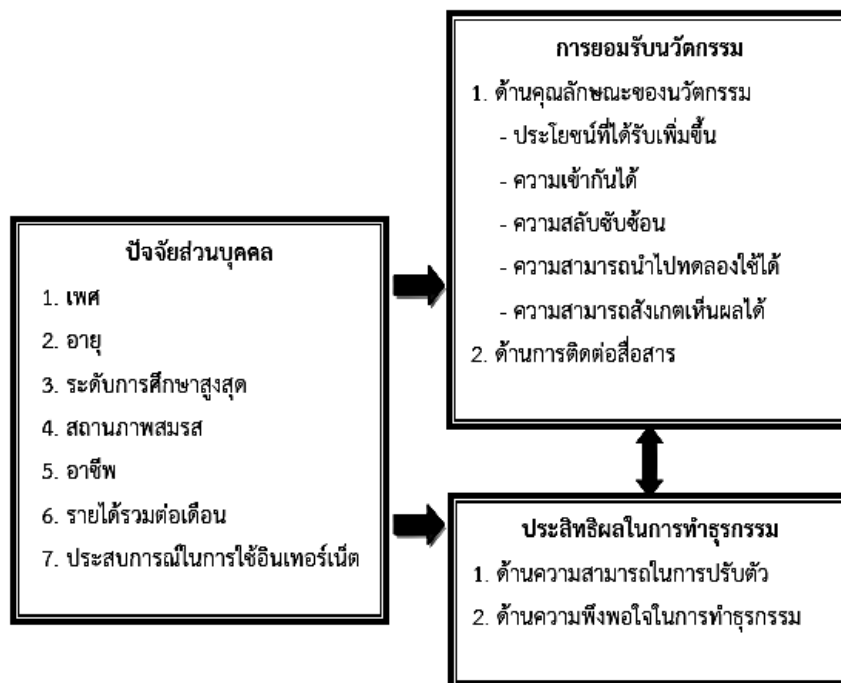 การยอมรับนวัตกรรม
1. ด้านคุณลักษณะของนวัตกรรม
- ประโยชน์ที่ได้รับเพิ่มขึ้น
- ความเข้ากันได้
- ความสลับซับซ้อน
- ความสามารถนำไปทดลองใช้ได้
- ความสามารถสังเกตเห็นผลได้
2. ด้านการติดต่อสื่อสาร
ปัจจัยส่วนบุคคล
1. เพศ
2. อายุ
3. ระดับการศึกษาสูงสุด
4. สถานภาพสมรส
5. อาชีพ
6. รายได้รวมต่อเดือน
7. ประสบการณ์ในการใช้อินเทอร์เน็ต
ประสิทธิผลในการทำธุรกรรม
1. ด้านความสามารถในการปรับตัว
2. ด้านความพึงพอใจในการทำธุรกรรม